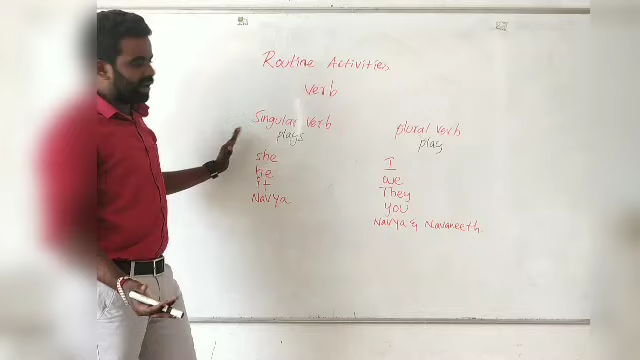 Routine Activities
verb
Singular verb
plays
she
he
it
Navya
plural verb
play
I
we
They
you
Navya & Navaneeth.